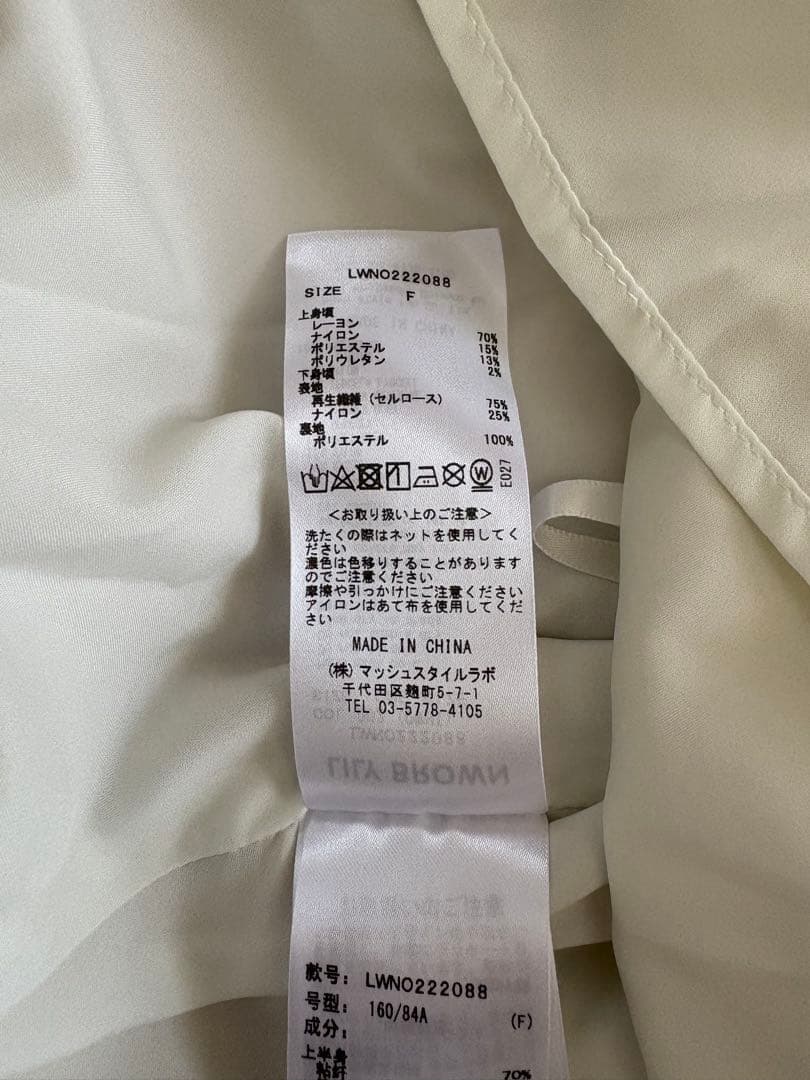 LWNO222088
SIZE F
上身頃
レーヨン 70%
ナイロン 15%
ポリエステル 13%
ポリウレタン 2%
下身頃
表地
再生繊維（セルロース） 75%
ナイロン 25%
裏地
ポリエステル 100%
W
E027
＜お取り扱い上のご注意＞
洗たくの際はネットを使用してく
ださい
濃色は色移りすることがあります
のでご注意ください
摩擦や引っかけにご注意ください
アイロンはあて布を使用してくだ
さい
MADE IN CHINA
(株) マッシュスタイルラボ
千代田区麹町5-7-1
TEL 03-5778-4105
LWNO222088
LILY BROWN
款号: LWNO222088
号型: 160/84A (F)
成分:
上半身
粘纤 70%